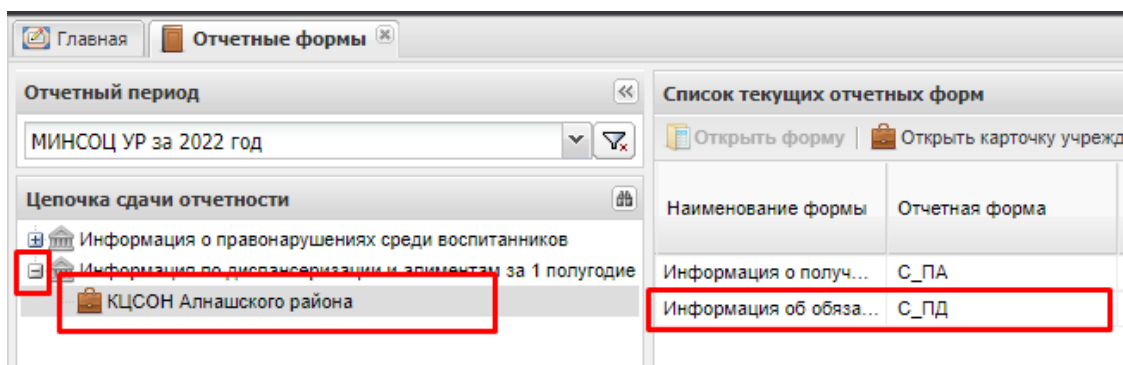 Главная
Отчетные формы
Отчетный период
МИНСОЦ УР за 2022 год
Цепочка сдачи отчетности
Информация о правонарушениях среди воспитанников
Информация по диспансеризации и алиментам за 1 полугодие
КЦСОН Алнашского района
Список текущих отчетных форм
Открыть форму | Открыть карточку учрежд
Наименование формы Отчетная форма
Информация о получ... С_ПА
Информация об обяза... С_ПД